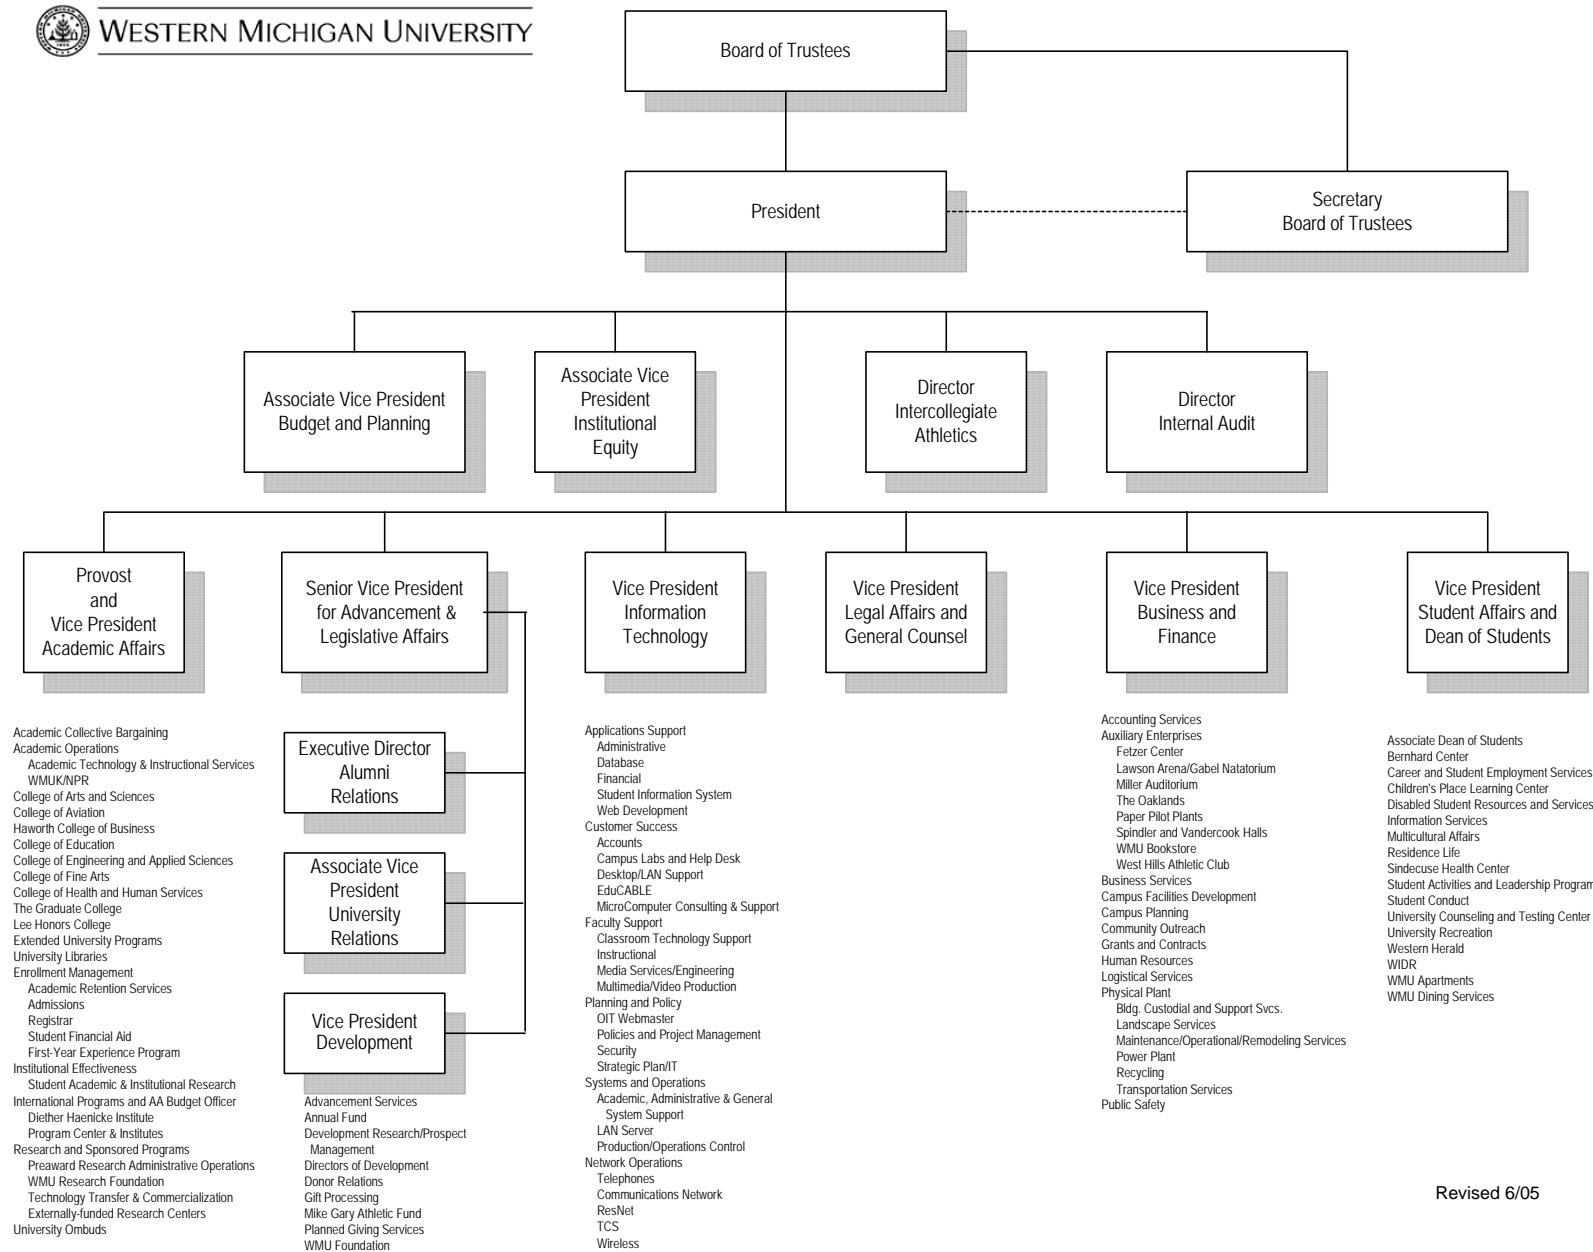 WESTERN MICHIGAN UNIVERSITY
Board of Trustees
President
Secretary
Board of Trustees
Associate Vice President
Budget and Planning
Associate Vice
President
Institutional
Equity
Director
Intercollegiate
Athletics
Director
Internal Audit
Provost
and
Vice President
Academic Affairs
Senior Vice President
for Advancement &
Legislative Affairs
Vice President
Information
Technology
Vice President
Legal Affairs and
General Counsel
Vice President
Business and
Finance
Vice President
Student Affairs and
Dean of Students
Academic Collective Bargaining
Academic Operations
Academic Technology & Instructional Services
WMUK/NPR
College of Arts and Sciences
College of Aviation
Haworth College of Business
College of Education
College of Engineering and Applied Sciences
College of Fine Arts
College of Health and Human Services
The Graduate College
Lee Honors College
Extended University Programs
University Libraries
Enrollment Management
Academic Retention Services
Admissions
Registrar
Student Financial Aid
First-Year Experience Program
Institutional Effectiveness
Student Academic & Institutional Research
International Programs and AA Budget Officer
Diether Haenicke Institute
Program Center & Institutes
Research and Sponsored Programs
Preaward Research Administrative Operations
WMU Research Foundation
Technology Transfer & Commercialization
Externally-funded Research Centers
University Ombuds
Executive Director
Alumni
Relations
Associate Vice
President
University
Relations
Vice President
Development
Advancement Services
Annual Fund
Development Research/Prospect
Management
Directors of Development
Donor Relations
Gift Processing
Mike Gary Athletic Fund
Planned Giving Services
WMU Foundation
Applications Support
Administrative
Database
Financial
Student Information System
Web Development
Customer Success
Accounts
Campus Labs and Help Desk
Desktop/LAN Support
EduCABLE
MicroComputer Consulting & Support
Faculty Support
Classroom Technology Support
Instructional
Media Services/Engineering
Multimedia/Video Production
Planning and Policy
OIT Webmaster
Policies and Project Management
Security
Strategic Plan/IT
Systems and Operations
Academic, Administrative & General
System Support
LAN Server
Production/Operations Control
Network Operations
Telephones
Communications Network
ResNet
TCS
Wireless
Accounting Services
Auxiliary Enterprises
Fetzer Center
Lawson Arena/Gabel Natatorium
Miller Auditorium
The Oaklands
Paper Pilot Plants
Spindler and Vandercook Halls
WMU Bookstore
West Hills Athletic Club
Business Services
Campus Facilities Development
Campus Planning
Community Outreach
Grants and Contracts
Human Resources
Logistical Services
Physical Plant
Bldg. Custodial and Support Svcs.
Landscape Services
Maintenance/Operational/Remodeling Services
Power Plant
Recycling
Transportation Services
Public Safety
Associate Dean of Students
Bernhard Center
Career and Student Employment Services
Children's Place Learning Center
Disabled Student Resources and Services
Information Services
Multicultural Affairs
Residence Life
Sindecuse Health Center
Student Activities and Leadership Program
Student Conduct
University Counseling and Testing Center
University Recreation
Western Herald
WIDR
WMU Apartments
WMU Dining Services
Revised 6/05